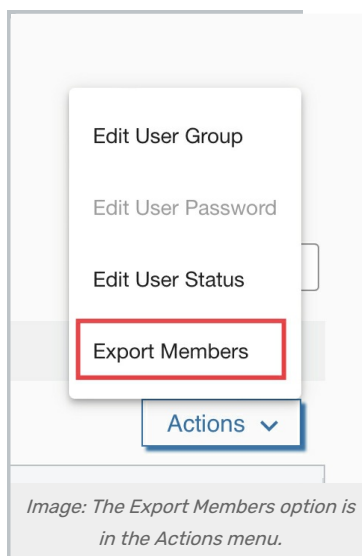 Edit User Group
Edit User Password
Edit User Status
Export Members
Actions
Image: The Export Members option is
in the Actions menu.